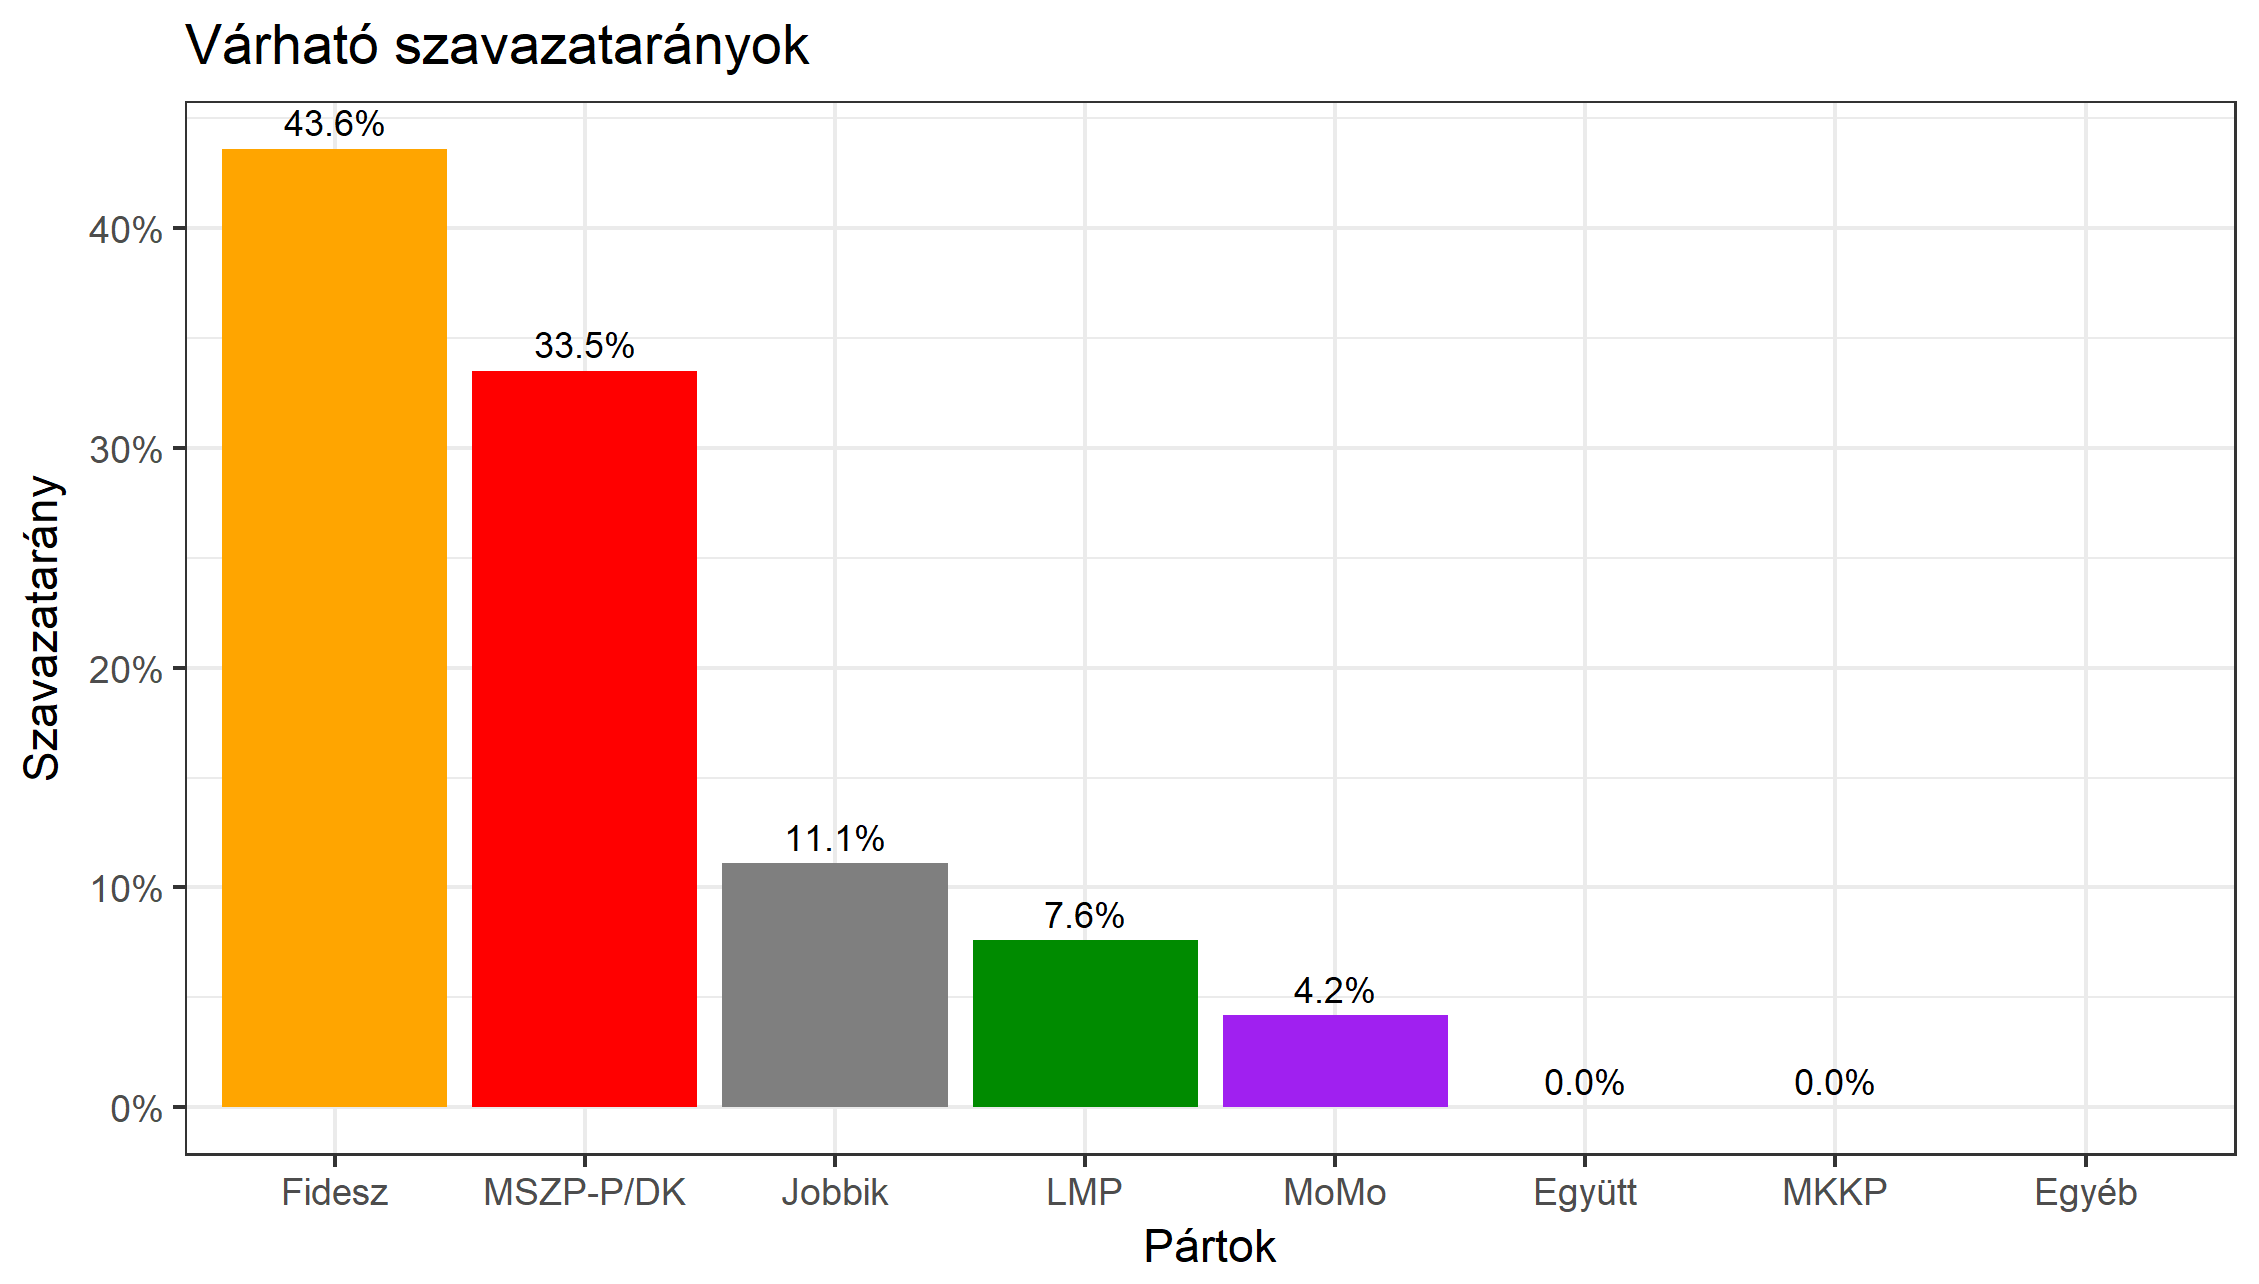 Várható szavazatarányok
Szavazatarány
40%
30%
20%
10%
0%
43.6%
33.5%
11.1%
7.6%
4.2%
0.0%
0.0%
Fidesz
MSZP-P/DK
Jobbik
LMP
MoMo
Együtt
MKKP
Egyéb
Pártok